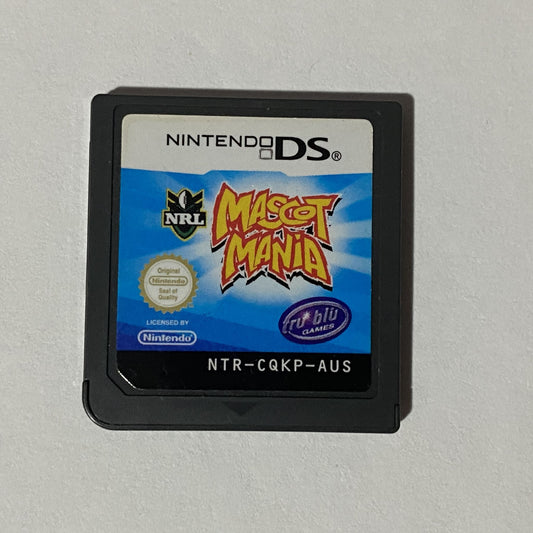 NINTENDO DS®
NRL
MASCOT
MANIA
Original
Nintendo
Seal of
Quality
tru blu
GAMES
LICENSED BY
Nintendo
NTR-CQKP-AUS